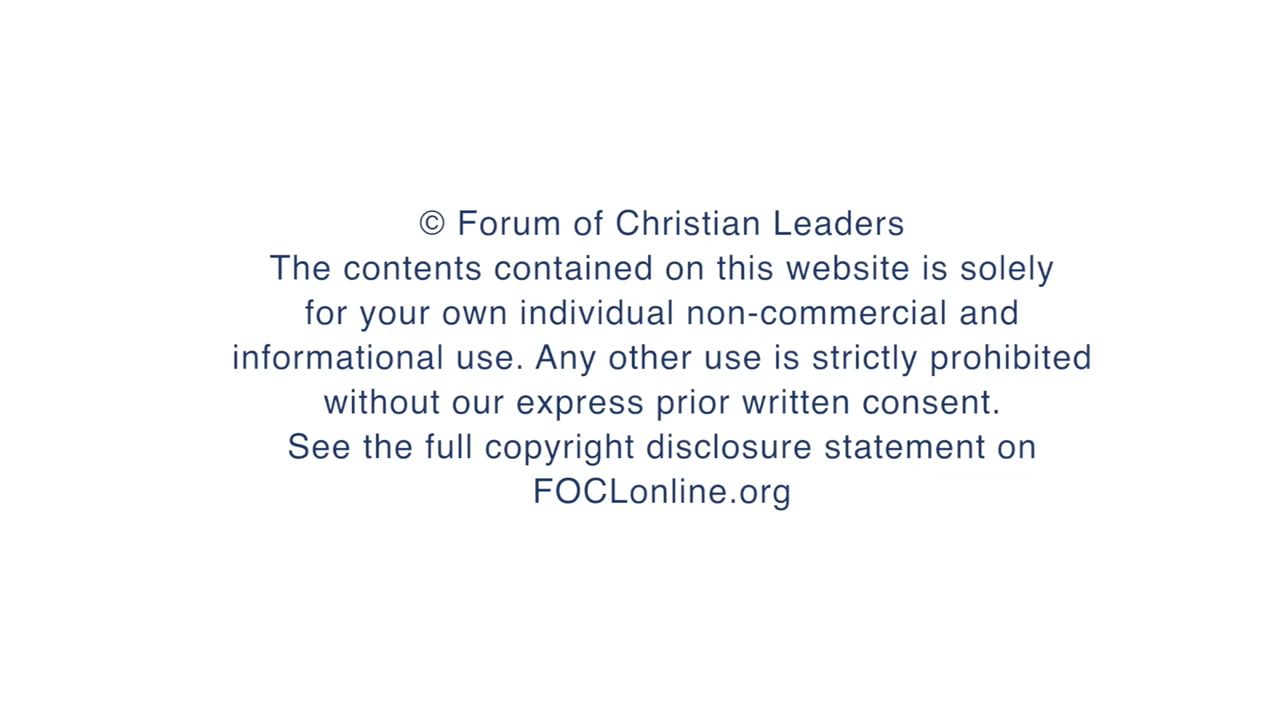 © Forum of Christian Leaders
The contents contained on this website is solely
for your own individual non-commercial and
informational use. Any other use is strictly prohibited
without our express prior written consent.
See the full copyright disclosure statement on
FOCLonline.org